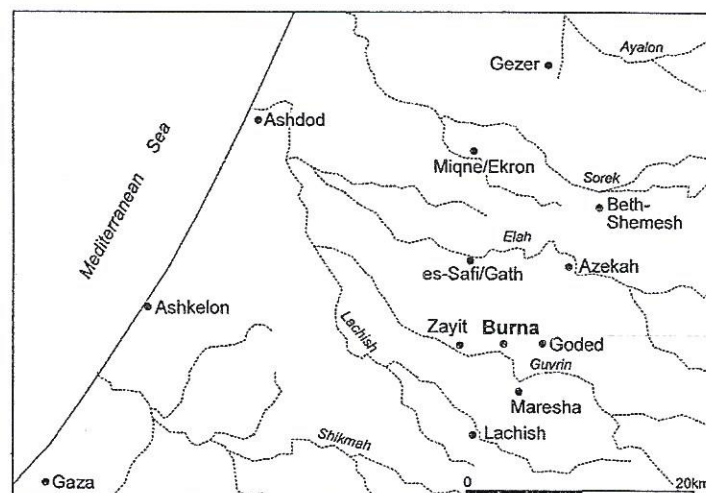 Ayalon
Gezer
Ashdod
Mediterranean Sea
Miqne/Ekron
Sorek
Beth-
Shemesh
Elah
es-Safi/Gath
Azekah
Ashkelon
Zayit
Burna
Goded
Lachish
Guvrin
Maresha
Lachish
Shikmah
Gaza
0
20km